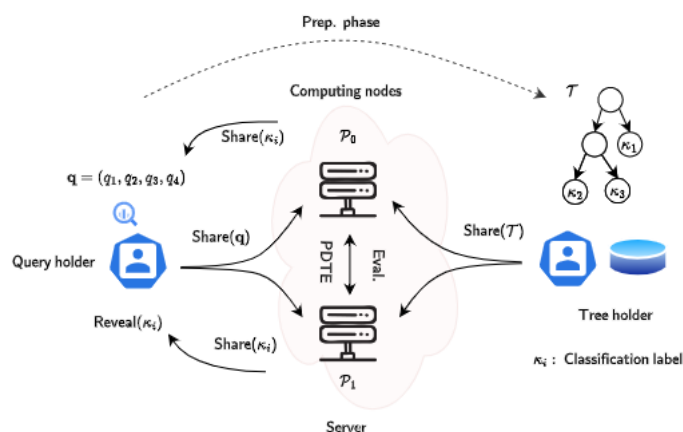 Prep. phase
Computing nodes
𝒯
Share(κᵢ)
𝒫₀
κ₁
q = (q₁, q₂, q₃, q₄)
κ₂
κ₃
Share(q)
Share(𝒯)
Query holder
PDTE
Eval.
Reveal(κᵢ)
Share(κᵢ)
Tree holder
𝒫₁
κᵢ : Classification label
Server